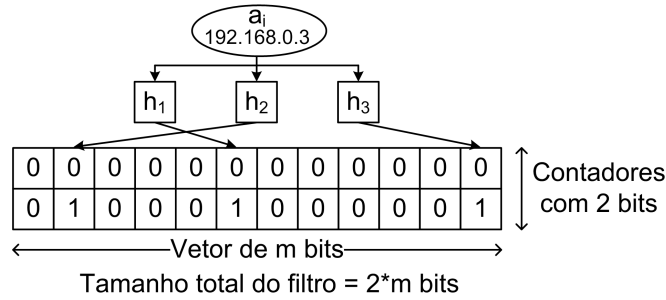 aᵢ
192.168.0.3
h₁ h₂ h₃
0 0 0 0 0 0 0 0 0 0 0 0
0 1 0 0 0 1 0 0 0 0 0 1
Contadores
com 2 bits
Vetor de m bits
Tamanho total do filtro = 2*m bits